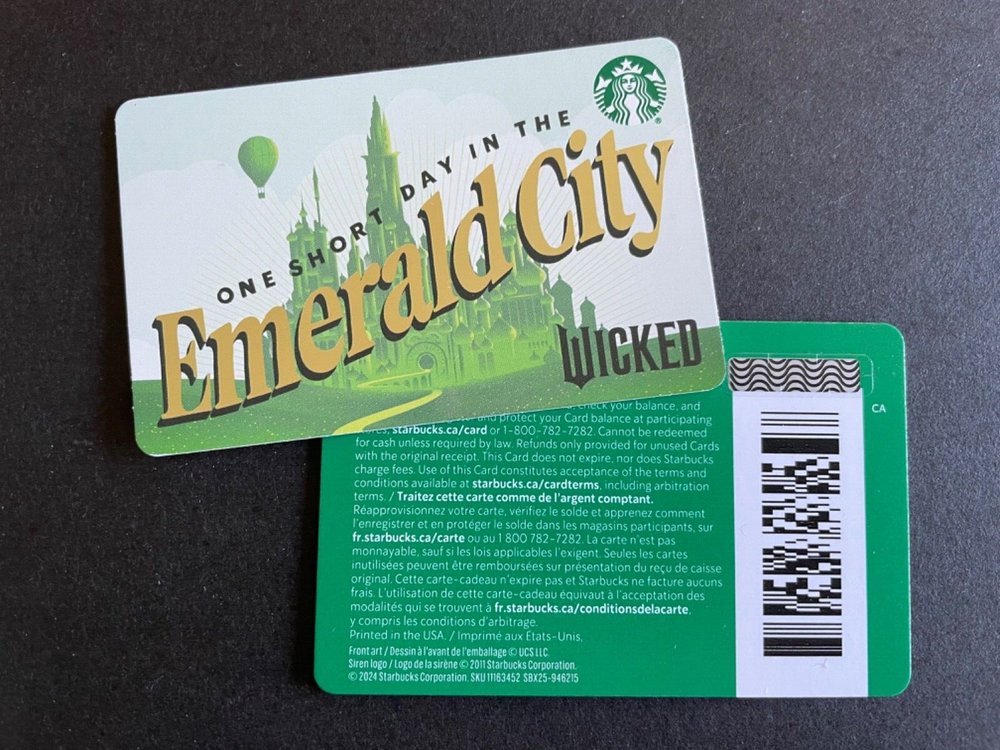 ONE SHORT DAY IN THE
Emerald City
WICKED
®
CA
check your balance, and
and protect your Card balance at participating
starbucks.ca/card or 1-800-782-7282. Cannot be redeemed
for cash unless required by law. Refunds only provided for unused Cards
with the original receipt. This Card does not expire, nor does Starbucks
charge fees. Use of this Card constitutes acceptance of the terms and
conditions available at starbucks.ca/cardterms, including arbitration
terms. / Traitez cette carte comme de l'argent comptant.
Réapprovisionnez votre carte, vérifiez le solde et apprenez comment
l'enregistrer et en protéger le solde dans les magasins participants, sur
fr.starbucks.ca/carte ou au 1 800 782-7282. La carte n'est pas
monnayable, sauf si les lois applicables l'exigent. Seules les cartes
inutilisées peuvent être remboursées sur présentation du reçu de caisse
original. Cette carte-cadeau n'expire pas et Starbucks ne facture aucuns
frais. L'utilisation de cette carte-cadeau équivaut à l'acceptation des
modalités qui se trouvent à fr.starbucks.ca/conditionsdelacarte,
y compris les conditions d'arbitrage.
Printed in the USA. / Imprimé aux États-Unis.
Front art / Dessin à l'avant de l'emballage © UCS LLC.
Siren logo / Logo de la sirène © 2011 Starbucks Corporation.
© 2024 Starbucks Corporation. SKU 11163452 SBX25-946215